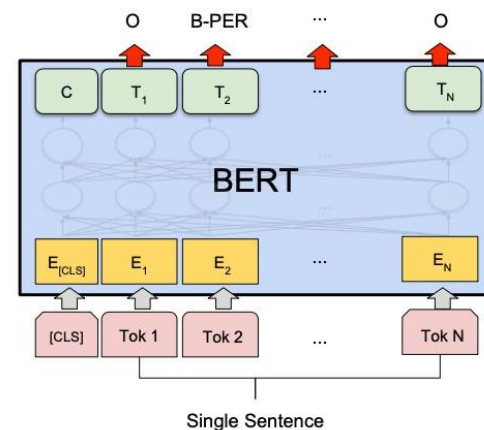 O B-PER ... O
C T1 T2 ... TN
BERT
E[CLS] E1 E2 ... EN
[CLS] Tok 1 Tok 2 ... Tok N
Single Sentence